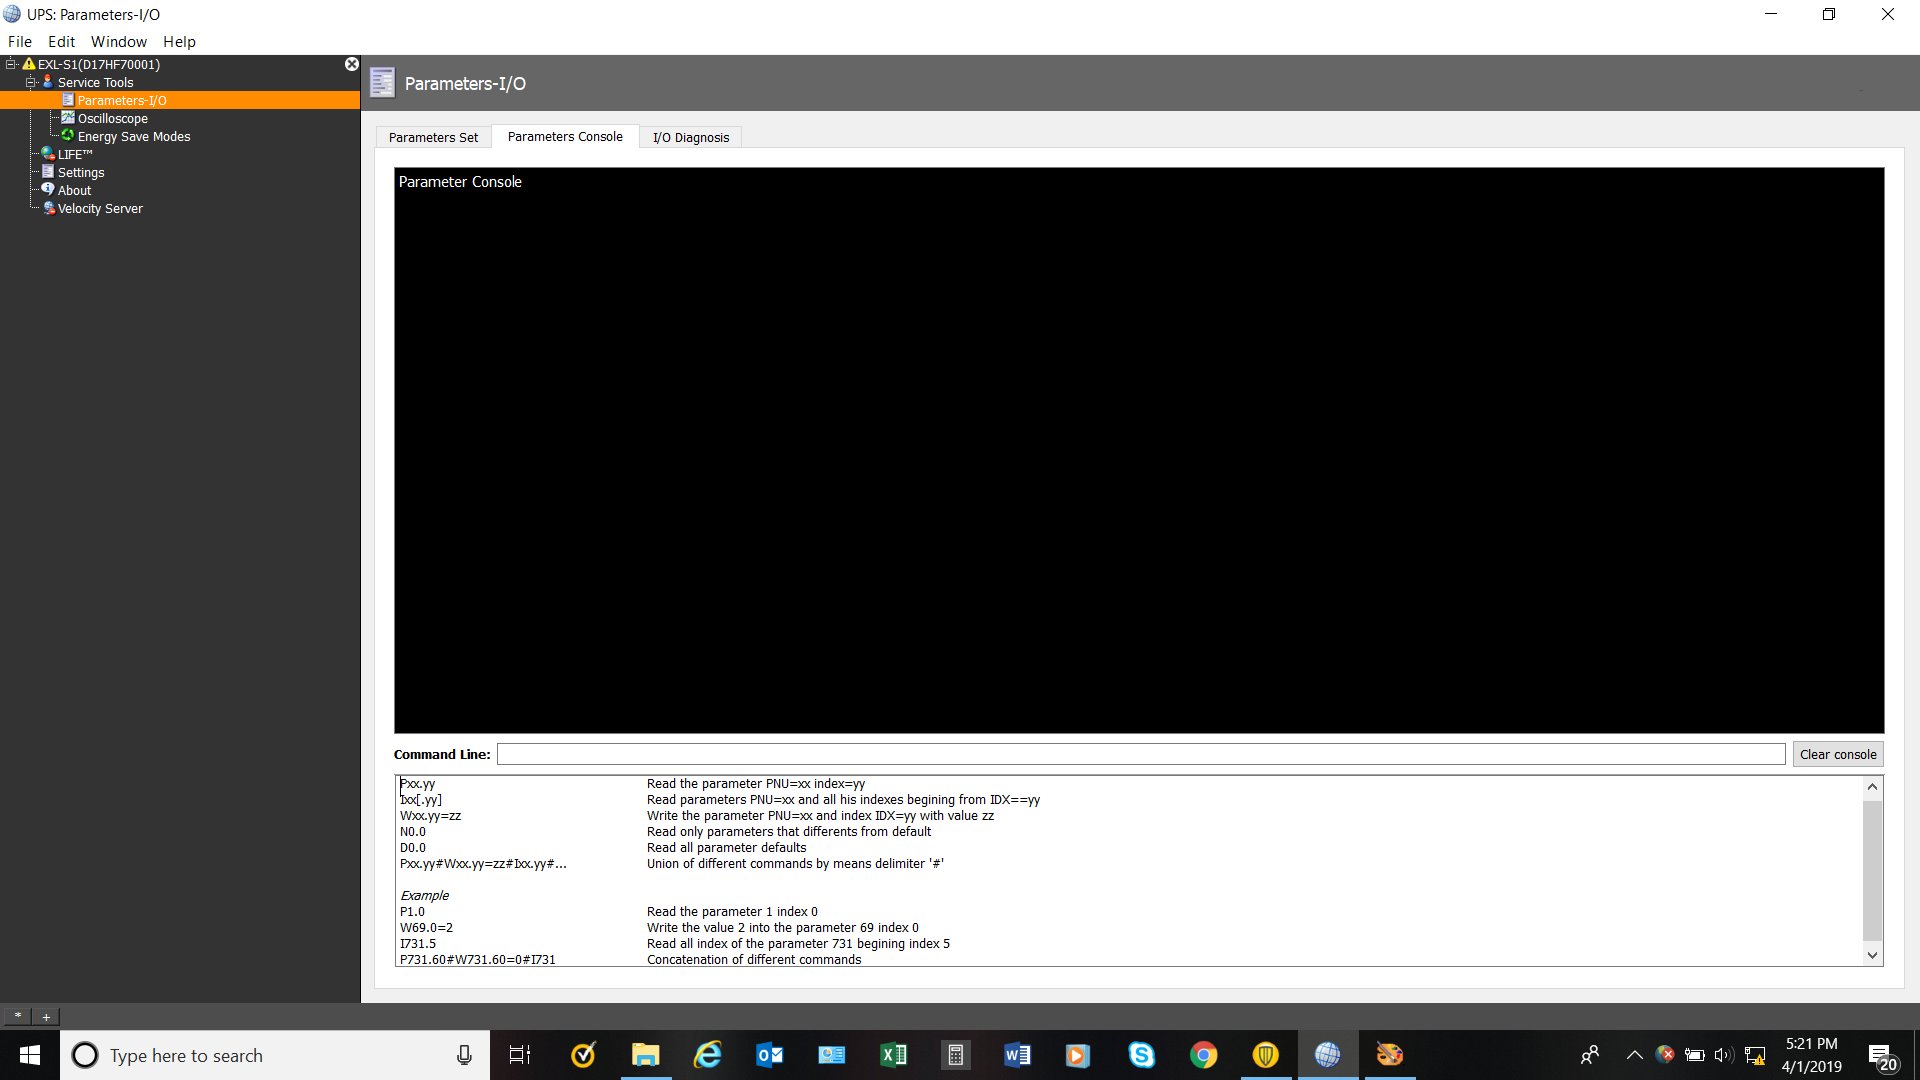 UPS: Parameters-I/O
File Edit Window Help
EXL-S1(D17HF70001)
Service Tools
Parameters-I/O
Oscilloscope
Energy Save Modes
LIFE™
Settings
About
Velocity Server
Parameters-I/O
Parameters Set Parameters Console I/O Diagnosis
Parameter Console
Command Line: Clear console
Pxx.yy Read the parameter PNU=xx index=yy
Ixx[.yy] Read parameters PNU=xx and all his indexes begining from IDX==yy
Wxx.yy=zz Write the parameter PNU=xx and index IDX=yy with value zz
N0.0 Read only parameters that differents from default
D0.0 Read all parameter defaults
Pxx.yy#Wxx.yy=zz#Ixx.yy#... Union of different commands by means delimiter '#'
Example
P1.0 Read the parameter 1 index 0
W69.0=2 Write the value 2 into the parameter 69 index 0
I731.5 Read all index of the parameter 731 begining index 5
P731.60#W731.60=0#I731 Concatenation of different commands
* +
Type here to search
5:21 PM
4/1/2019
20